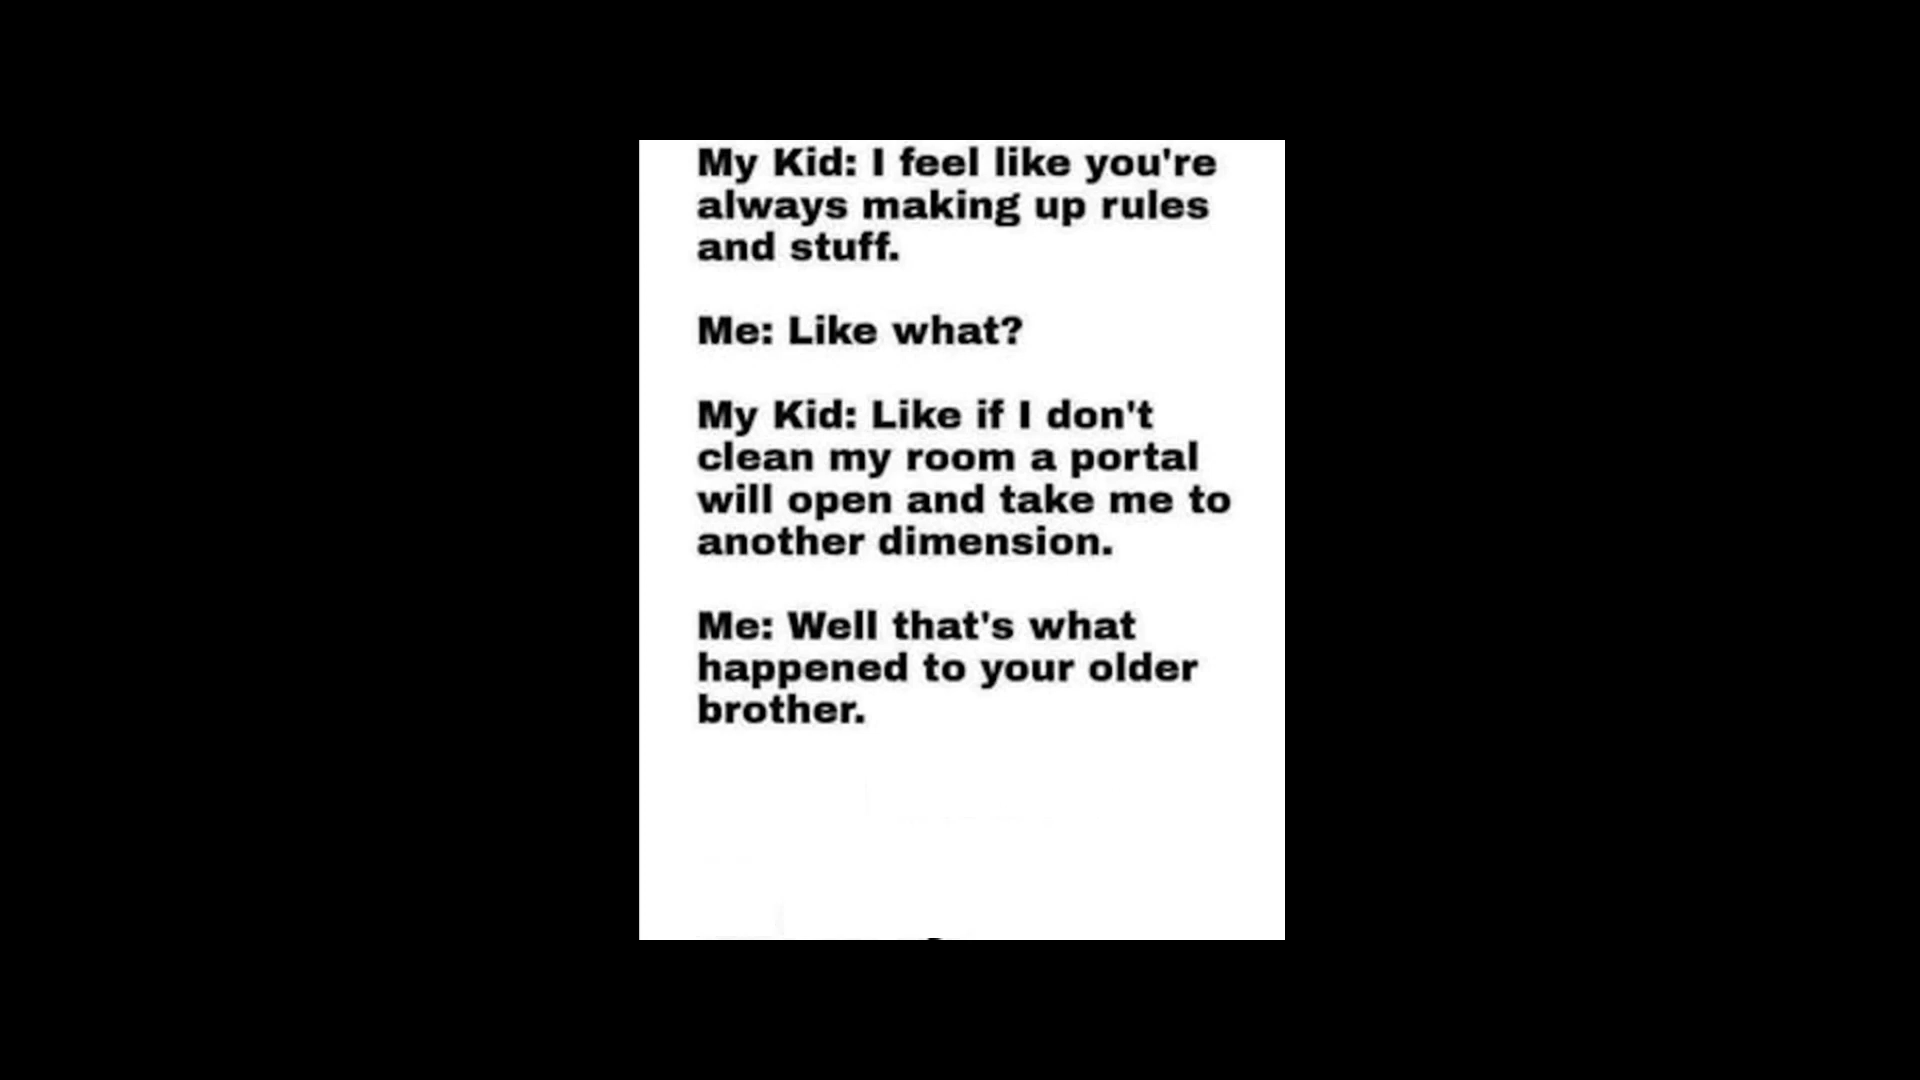 My Kid: I feel like you're
always making up rules
and stuff.
Me: Like what?
My Kid: Like if I don't
clean my room a portal
will open and take me to
another dimension.
Me: Well that's what
happened to your older
brother.